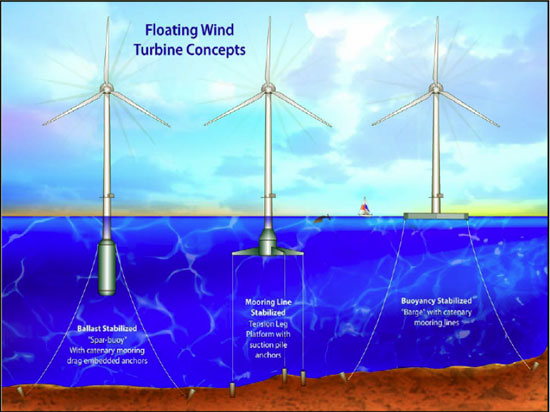 Floating Wind
Turbine Concepts
Ballast Stabilized
"Spar-buoy"
With catenary mooring
drag embedded anchors
Mooring Line
Stabilized
Tension Leg
Platform with
suction pile
anchors
Buoyancy Stabilized
"Barge" with catenary
mooring lines